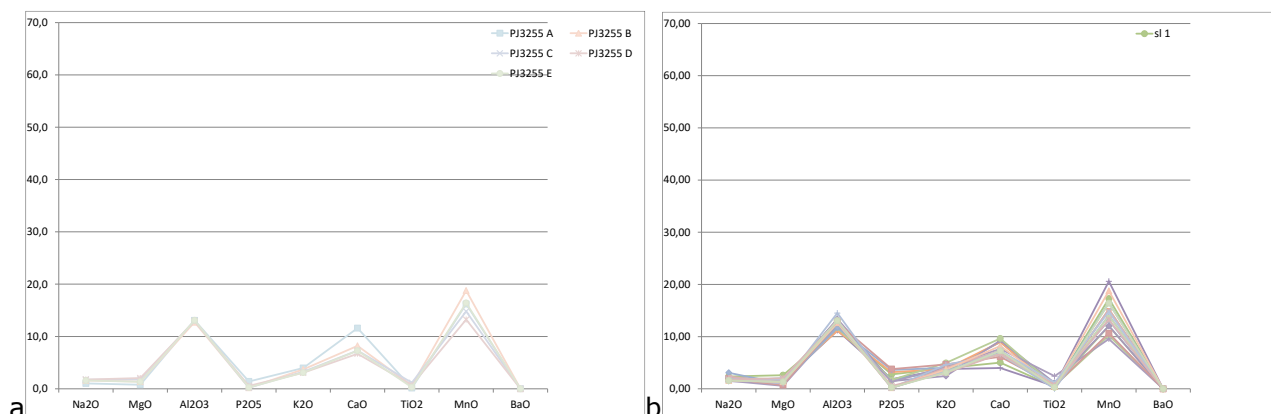 70,0
60,0
50,0
40,0
30,0
20,0
10,0
0,0
PJ3255 A PJ3255 B
PJ3255 C PJ3255 D
PJ3255 E
Na2O MgO Al2O3 P2O5 K2O CaO TiO2 MnO BaO
a
70,00
60,00
50,00
40,00
30,00
20,00
10,00
0,00
sl 1
Na2O MgO Al2O3 P2O5 K2O CaO TiO2 MnO BaO
b